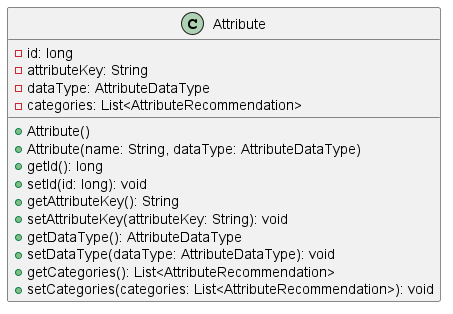 C Attribute
id: long
attributeKey: String
dataType: AttributeDataType
categories: List<AttributeRecommendation>
Attribute()
Attribute(name: String, dataType: AttributeDataType)
getId(): long
setId(id: long): void
getAttributeKey(): String
setAttributeKey(attributeKey: String): void
getDataType(): AttributeDataType
setDataType(dataType: AttributeDataType): void
getCategories(): List<AttributeRecommendation>
setCategories(categories: List<AttributeRecommendation>): void